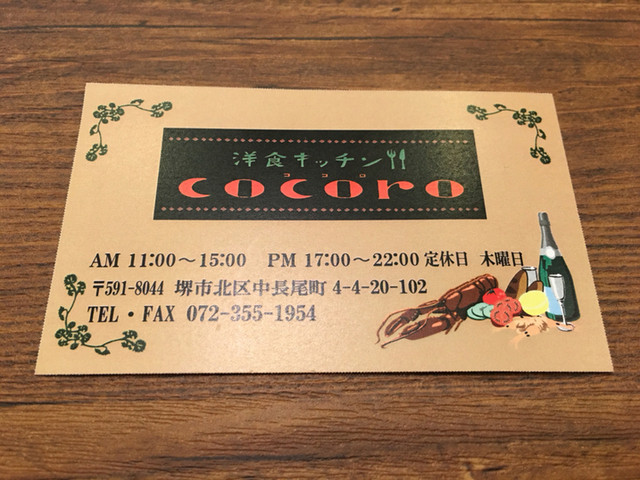 洋食キッチン
ココロ
cocoro
AM 11:00～15:00 PM 17:00～22:00 定休日 木曜日
〒591-8044 堺市北区中長尾町 4-4-20-102
TEL・FAX 072-355-1954